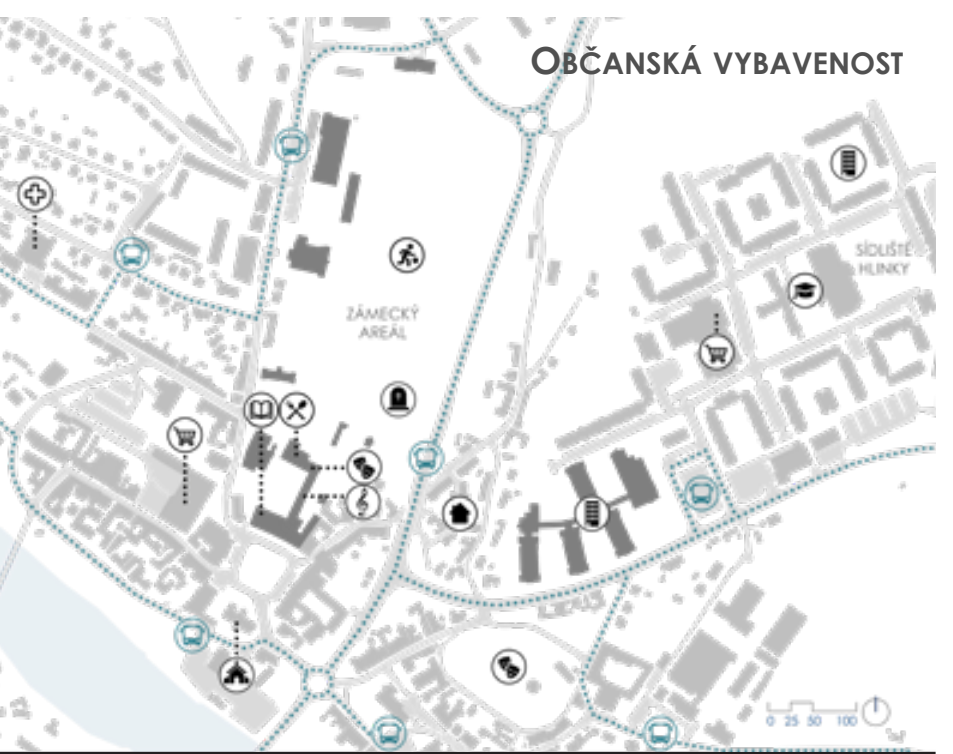 OBČANSKÁ VYBAVENOST
SÍDLIŠTĚ
HLINKY
ZÁMECKÝ
AREÁL
0 25 50 100